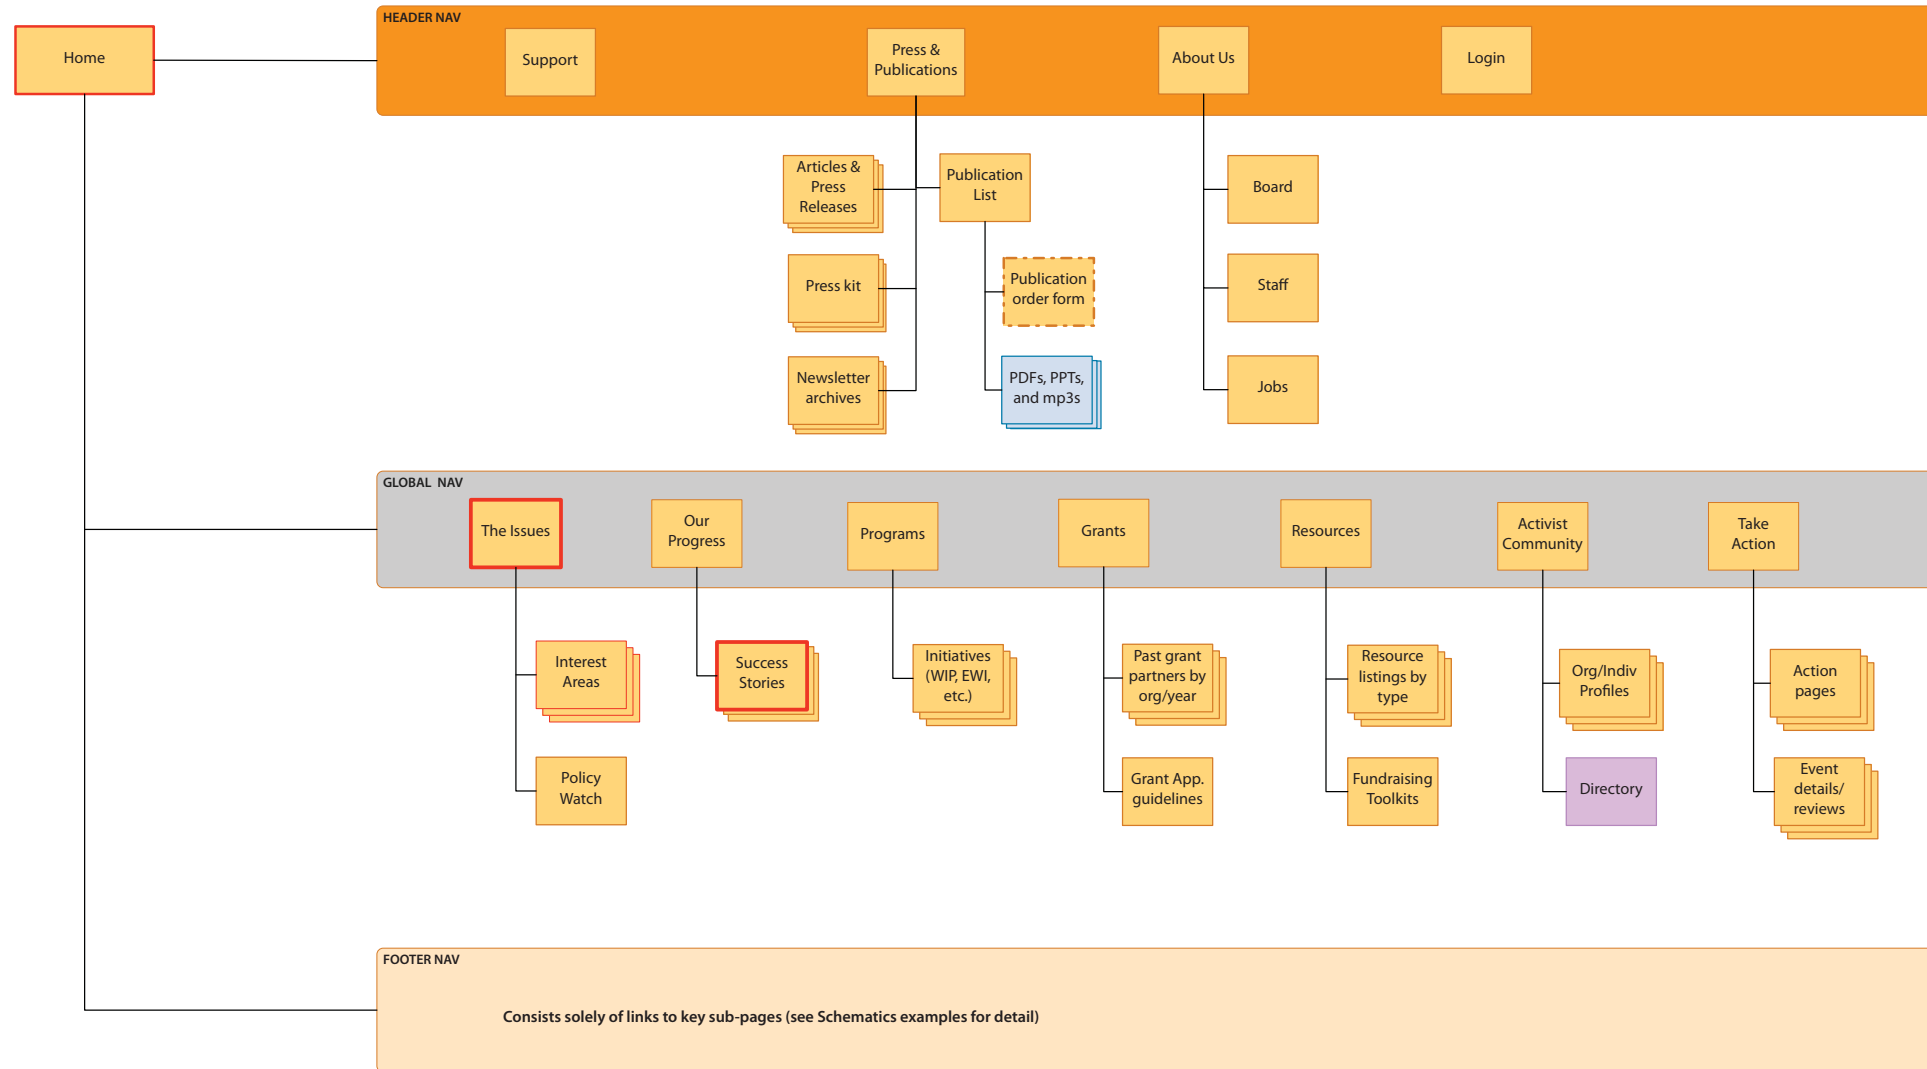 HEADER NAV
Home
Support
Press &
Publications
About Us
Login
Articles &
Press
Releases
Publication
List
Board
Press kit
Publication
order form
Staff
Newsletter
archives
PDFs, PPTs,
and mp3s
Jobs
GLOBAL NAV
The Issues
Our
Progress
Programs
Grants
Resources
Activist
Community
Take
Action
Interest
Areas
Success
Stories
Initiatives
(WIP, EWI,
etc.)
Past grant
partners by
org/year
Resource
listings by
type
Org/Indiv
Profiles
Action
pages
Policy
Watch
Grant App.
guidelines
Fundraising
Toolkits
Directory
Event
details/
reviews
FOOTER NAV
Consists solely of links to key sub-pages (see Schematics examples for detail)